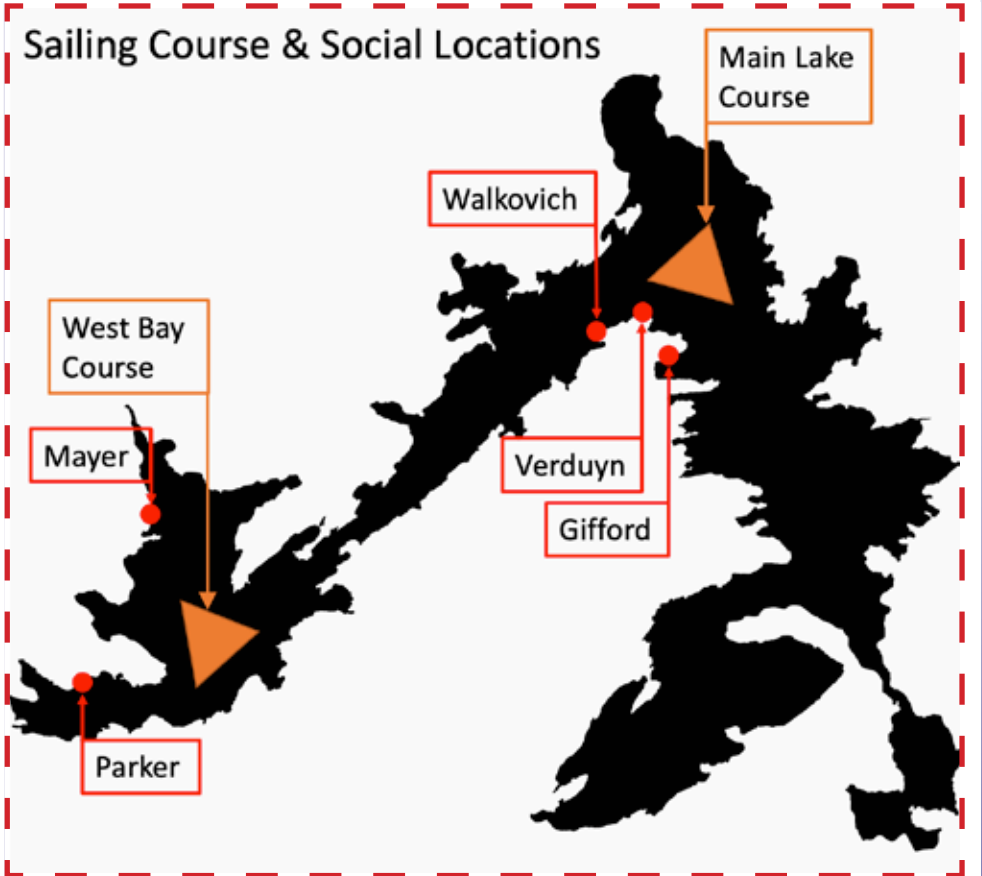 Sailing Course & Social Locations
Main Lake
Course
Walkovich
West Bay
Course
Mayer
Verduyn
Gifford
Parker